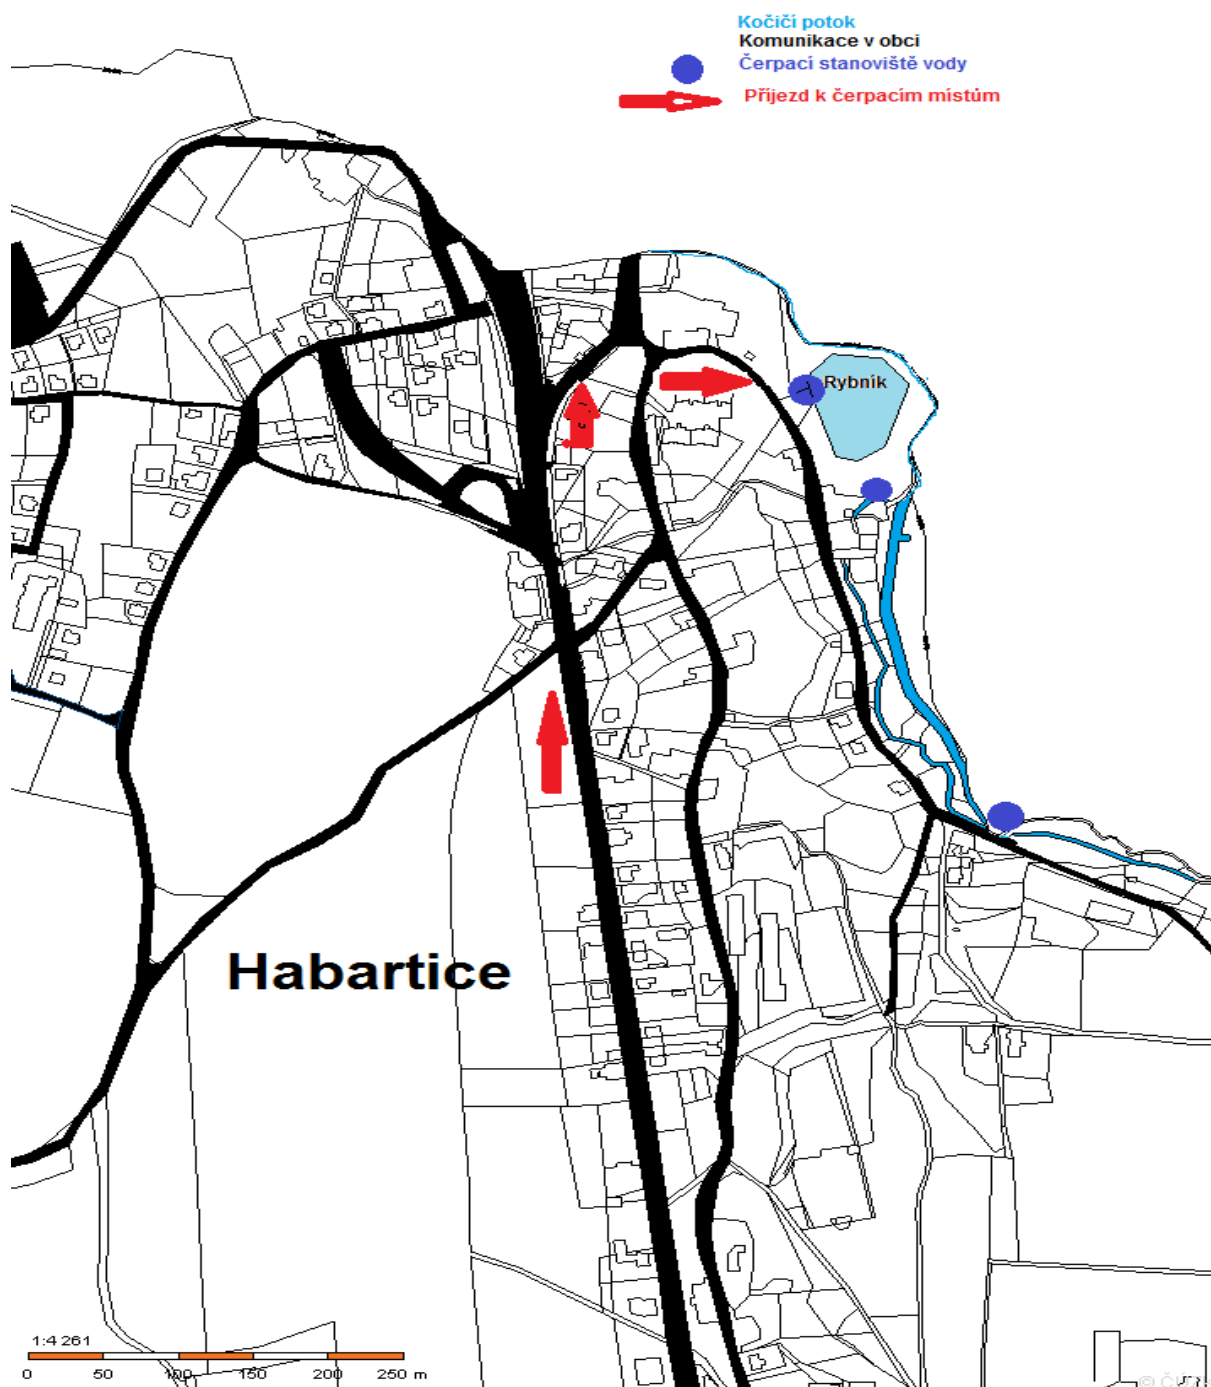 Kočičí potok
Komunikace v obci
Čerpací stanoviště vody
Příjezd k čerpacím místům
Rybník
Habartice
1:4 261
0 50 100 150 200 250 m